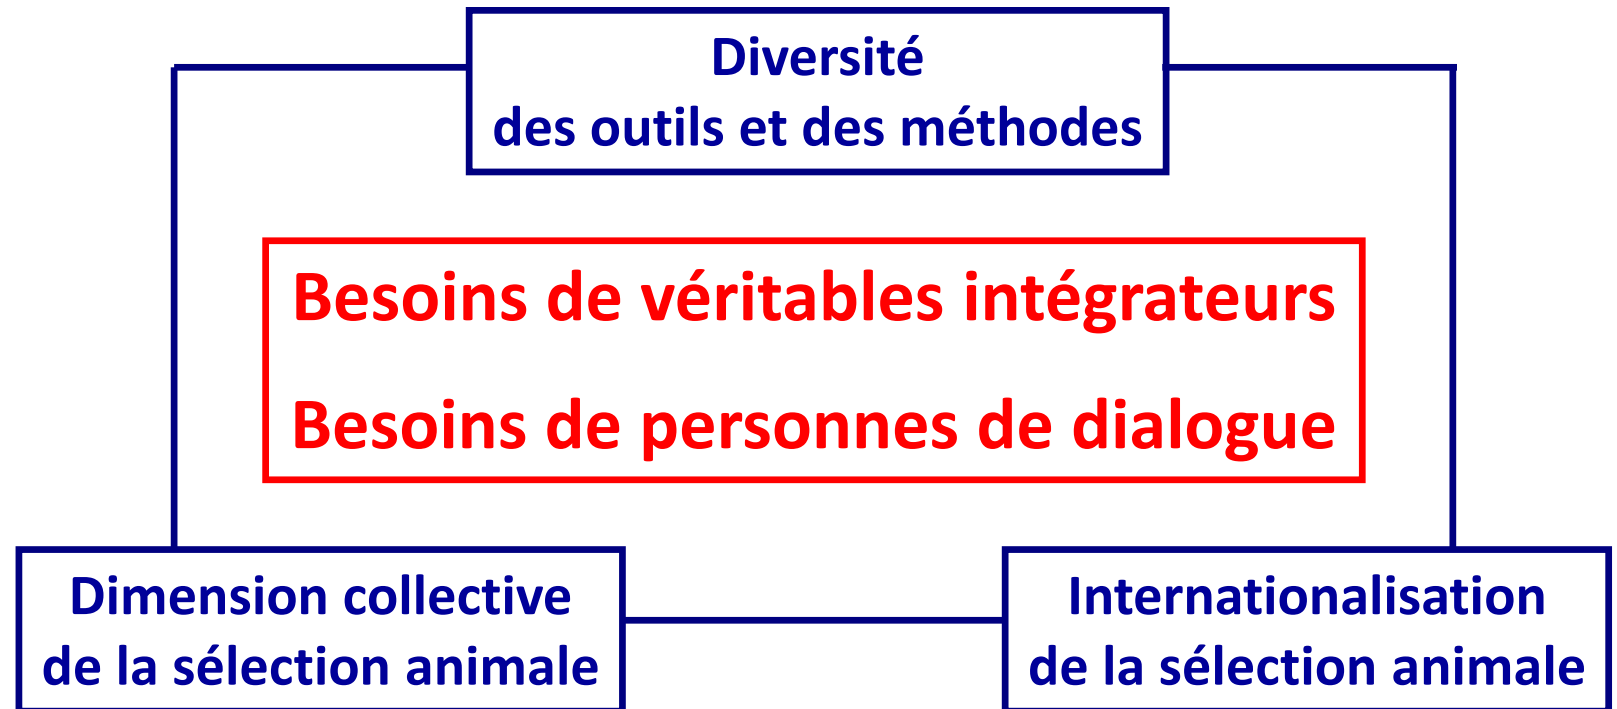 Diversité
des outils et des méthodes
Besoins de véritables intégrateurs
Besoins de personnes de dialogue
Dimension collective
de la sélection animale
Internationalisation
de la sélection animale